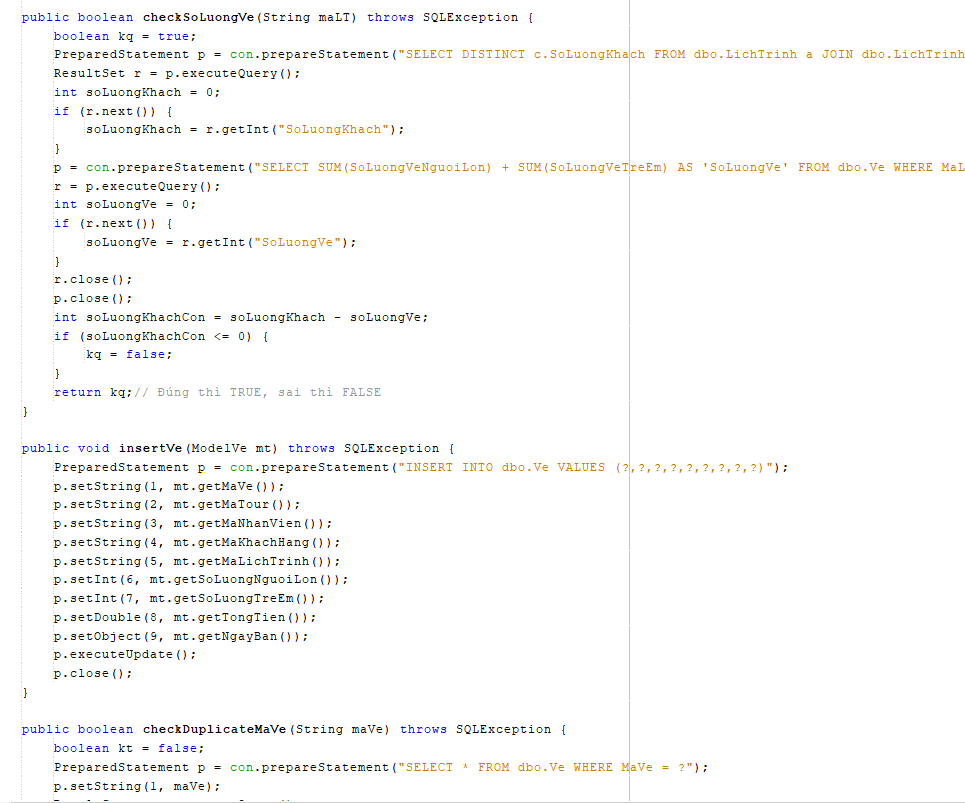 public boolean checkSoLuongVe(String maLT) throws SQLException {
    boolean kq = true;
    PreparedStatement p = con.prepareStatement("SELECT DISTINCT c.SoLuongKhach FROM dbo.LichTrinh a JOIN dbo.LichTrinh
    ResultSet r = p.executeQuery();
    int soLuongKhach = 0;
    if (r.next()) {
        soLuongKhach = r.getInt("SoLuongKhach");
    }
    p = con.prepareStatement("SELECT SUM(SoLuongVeNguoiLon) + SUM(SoLuongVeTreEm) AS 'SoLuongVe' FROM dbo.Ve WHERE MaL
    r = p.executeQuery();
    int soLuongVe = 0;
    if (r.next()) {
        soLuongVe = r.getInt("SoLuongVe");
    }
    r.close();
    p.close();
    int soLuongKhachCon = soLuongKhach - soLuongVe;
    if (soLuongKhachCon <= 0) {
        kq = false;
    }
    return kq;// Đúng thì TRUE, sai thì FALSE
}
public void insertVe(ModelVe mt) throws SQLException {
    PreparedStatement p = con.prepareStatement("INSERT INTO dbo.Ve VALUES (?,?,?,?,?,?,?,?,?)");
    p.setString(1, mt.getMaVe());
    p.setString(2, mt.getMaTour());
    p.setString(3, mt.getMaNhanVien());
    p.setString(4, mt.getMaKhachHang());
    p.setString(5, mt.getMaLichTrinh());
    p.setInt(6, mt.getSoLuongNguoiLon());
    p.setInt(7, mt.getSoLuongTreEm());
    p.setDouble(8, mt.getTongTien());
    p.setObject(9, mt.getNgayBan());
    p.executeUpdate();
    p.close();
}
public boolean checkDuplicateMaVe(String maVe) throws SQLException {
    boolean kt = false;
    PreparedStatement p = con.prepareStatement("SELECT * FROM dbo.Ve WHERE MaVe = ?");
    p.setString(1, maVe);